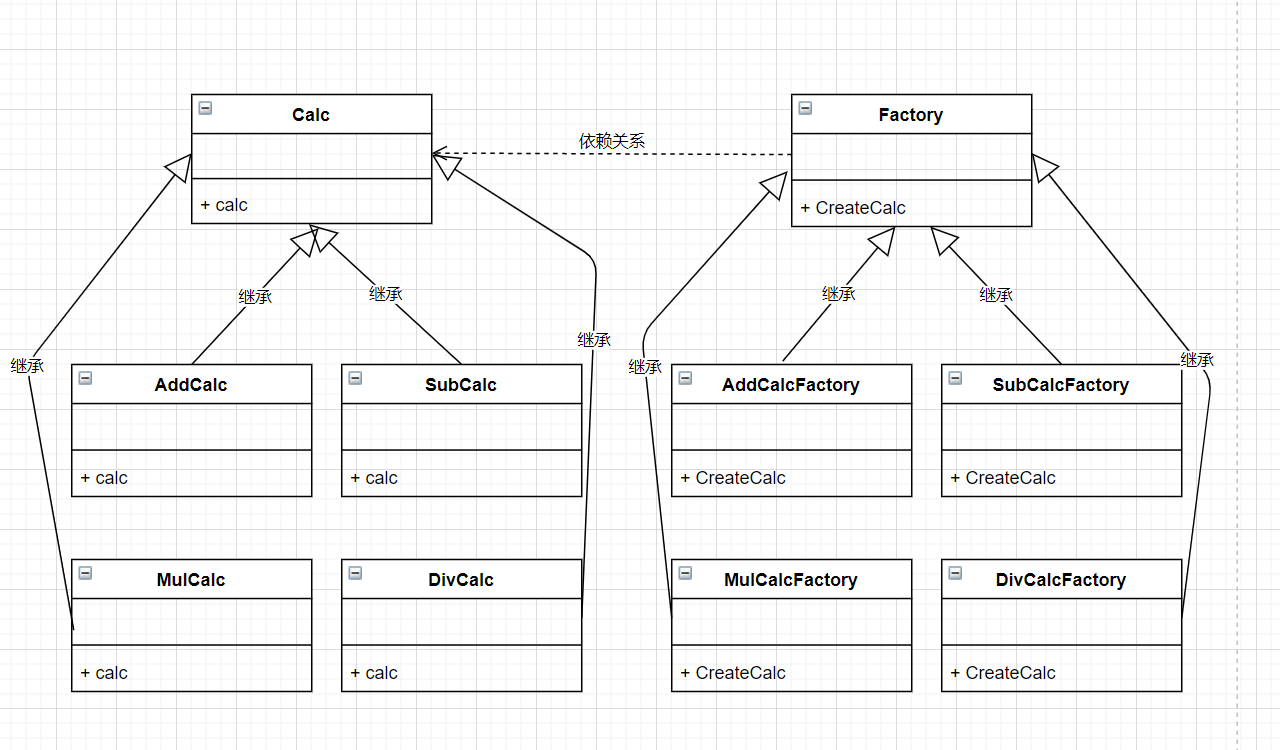 Calc
Factory
依赖关系
+ calc
+ CreateCalc
继承
继承
继承
继承
继承
继承
继承
继承
AddCalc
SubCalc
AddCalcFactory
SubCalcFactory
+ calc
+ calc
+ CreateCalc
+ CreateCalc
MulCalc
DivCalc
MulCalcFactory
DivCalcFactory
+ calc
+ calc
+ CreateCalc
+ CreateCalc